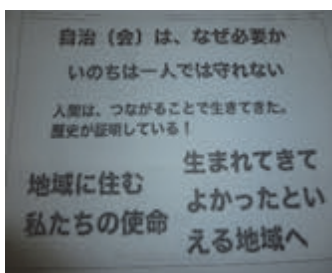 自治（会）は、なぜ必要か
いのちは一人では守れない
人間は、つながることで生きてきた。
歴史が証明している！
地域に住む
私たちの使命
生まれてきて
よかったとい
える地域へ